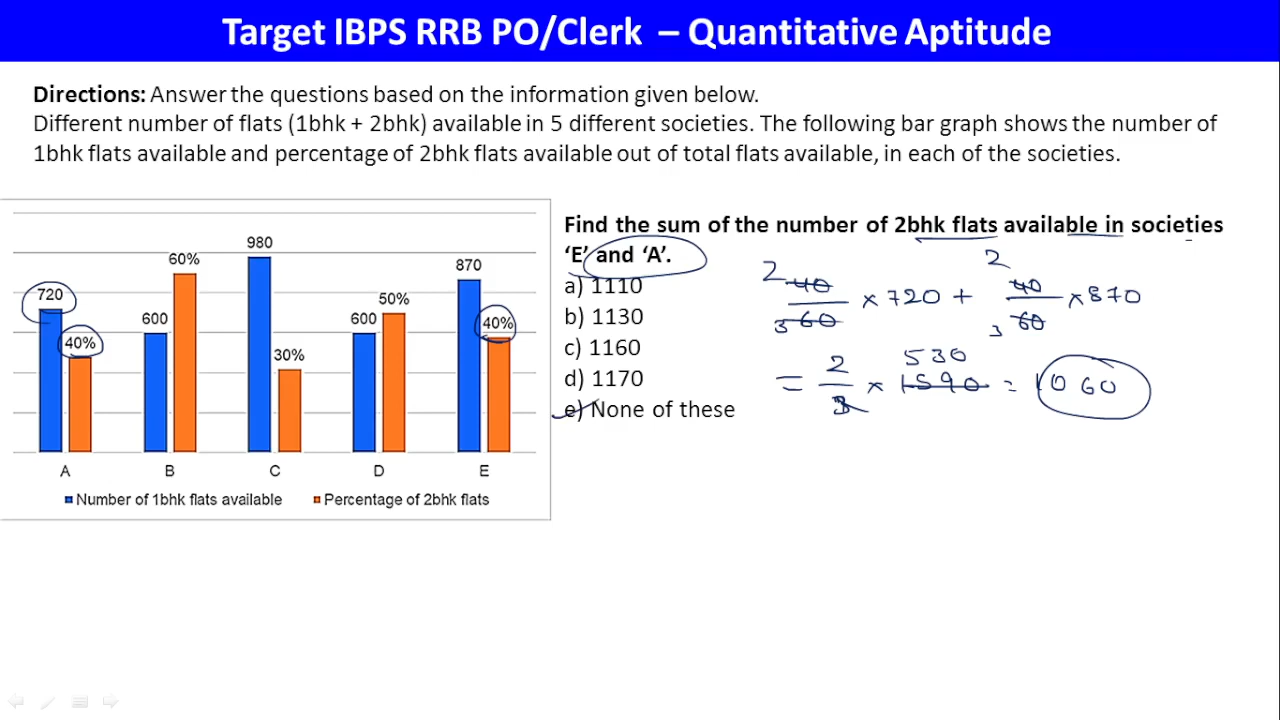 Target IBPS RRB PO/Clerk – Quantitative Aptitude
Directions: Answer the questions based on the information given below.
Different number of flats (1bhk + 2bhk) available in 5 different societies. The following bar graph shows the number of
1bhk flats available and percentage of 2bhk flats available out of total flats available, in each of the societies.
980
870
60%
720
50%
600
600
40%
40%
30%
A B C D E
Number of 1bhk flats available Percentage of 2bhk flats
Find the sum of the number of 2bhk flats available in societies
‘E’ and ‘A’.
a) 1110
b) 1130
c) 1160
d) 1170
e) None of these
2 2
40 40
× 720 + × 870
3 60 3 60
2 530
= × 1590 = 1060
3